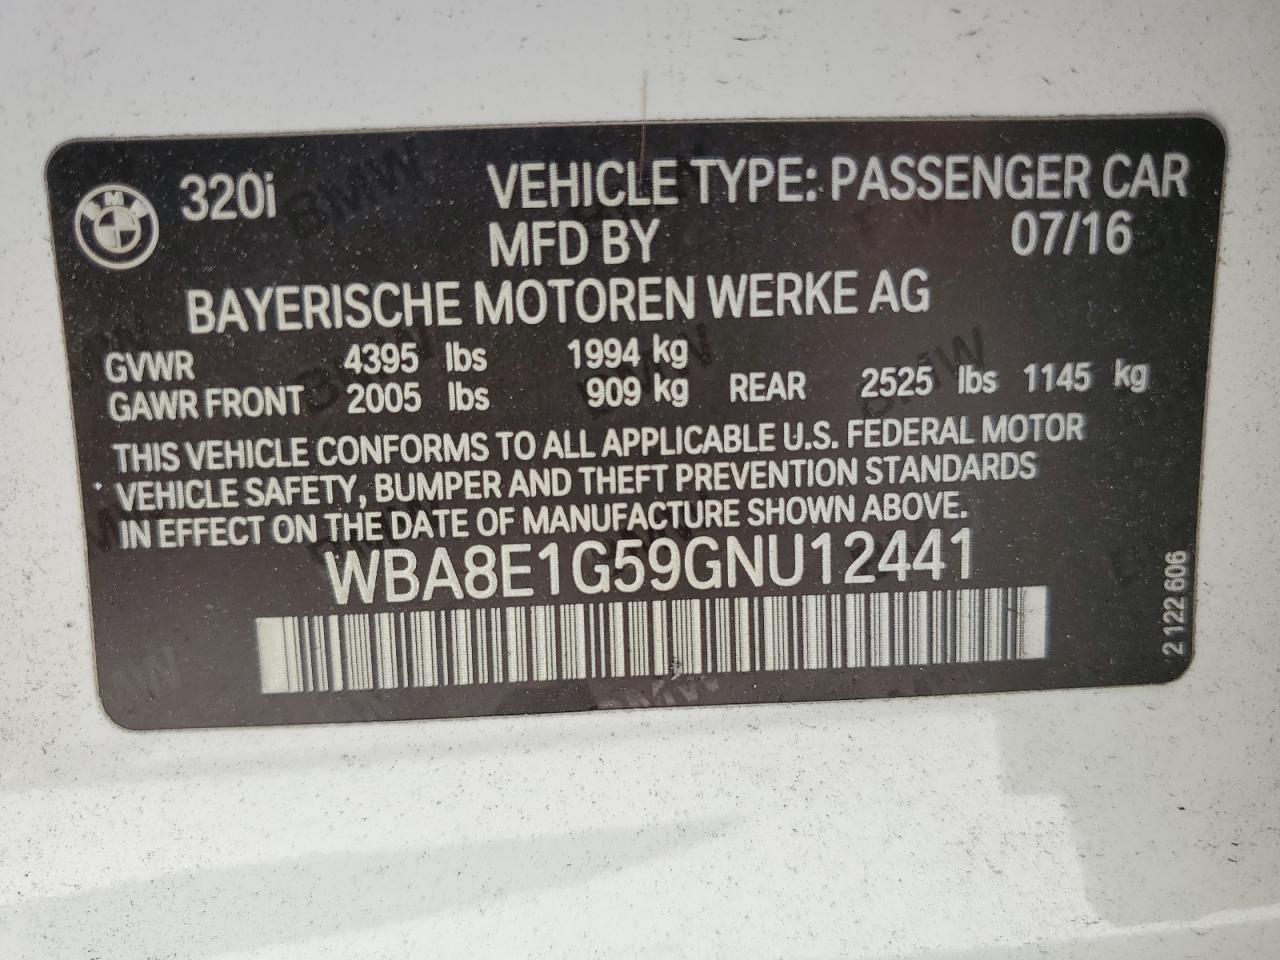 BMW 320i VEHICLE TYPE: PASSENGER CAR
MFD BY 07/16
BAYERISCHE MOTOREN WERKE AG
GVWR 4395 lbs 1994 kg
GAWR FRONT 2005 lbs 909 kg REAR 2525 lbs 1145 kg
THIS VEHICLE CONFORMS TO ALL APPLICABLE U.S. FEDERAL MOTOR
VEHICLE SAFETY, BUMPER AND THEFT PREVENTION STANDARDS
IN EFFECT ON THE DATE OF MANUFACTURE SHOWN ABOVE.
WBA8E1G59GNU12441
2 122 606